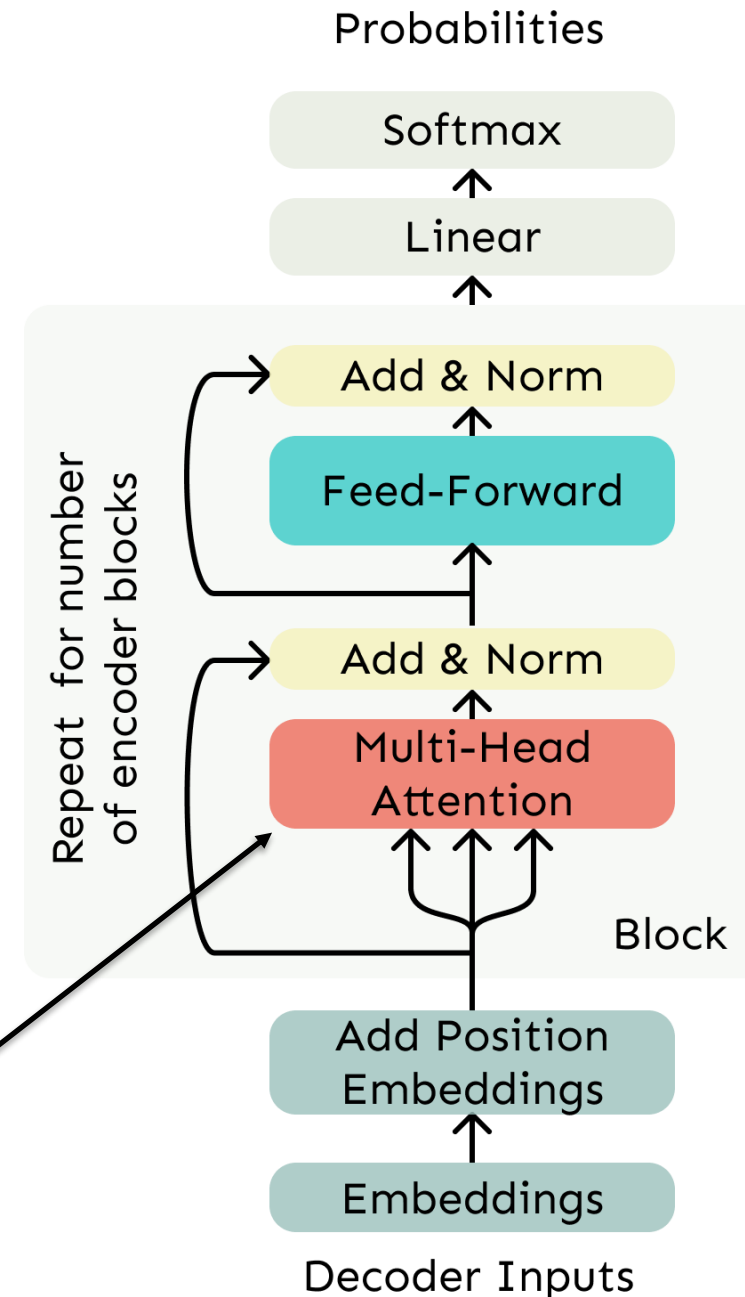 Probabilities
Softmax
Linear
Add & Norm
Feed-Forward
Repeat for number
of encoder blocks
Add & Norm
Multi-Head
Attention
Block
Add Position
Embeddings
Embeddings
Decoder Inputs